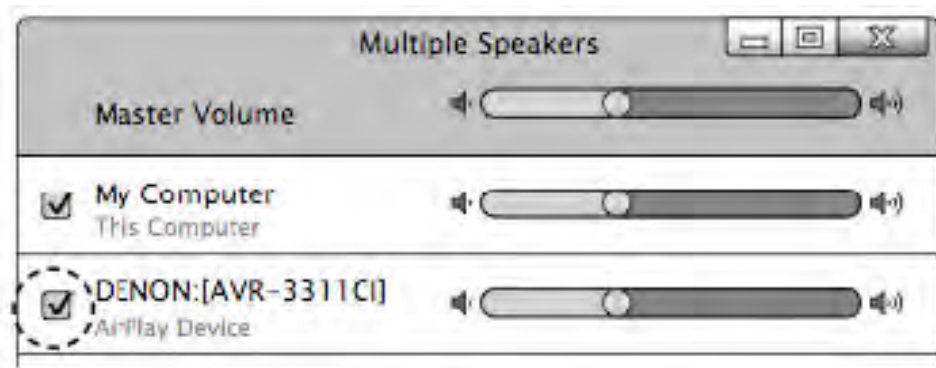 Multiple Speakers
Master Volume
My Computer
This Computer
DENON:[AVR-3311CI]
AirPlay Device